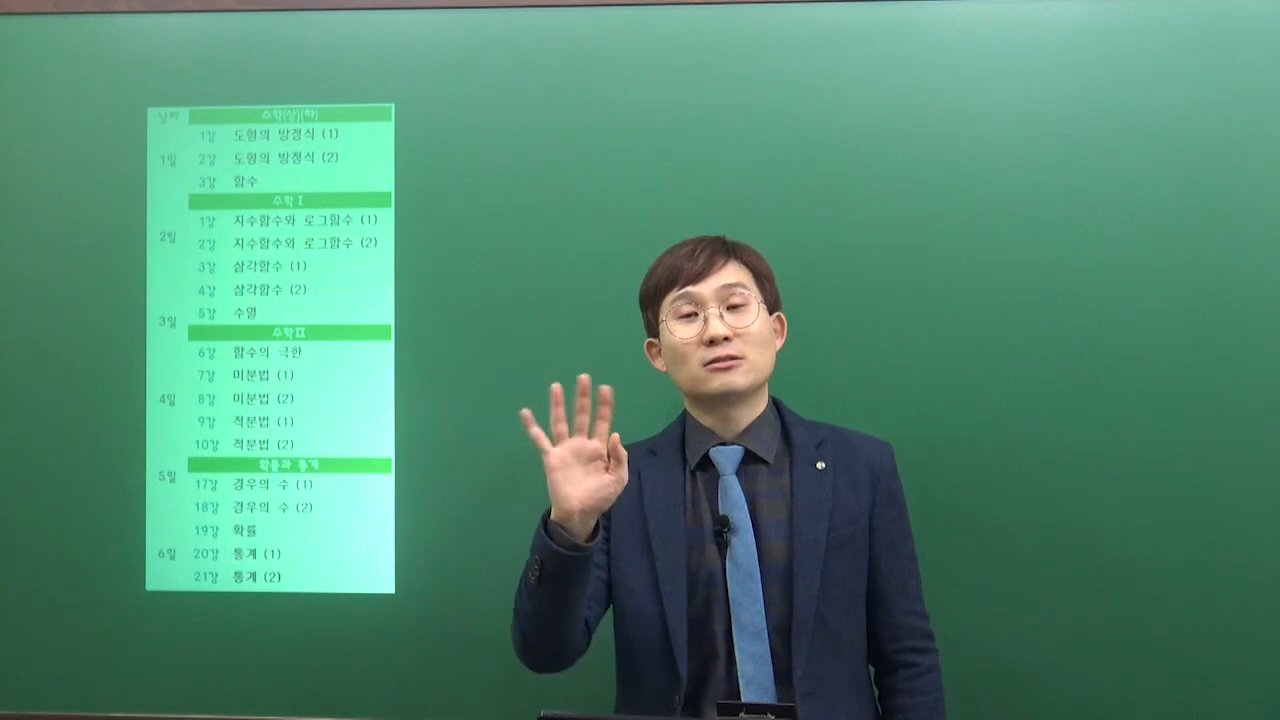 날짜 수학(상)(하)
1강 도형의 방정식 (1)
1일 2강 도형의 방정식 (2)
3강 함수
수학 I
1강 지수함수와 로그함수 (1)
2일
2강 지수함수와 로그함수 (2)
3강 삼각함수 (1)
4강 삼각함수 (2)
5강 수열
3일
수학 II
6강 함수의 극한
7강 미분법 (1)
4일 8강 미분법 (2)
9강 적분법 (1)
10강 적분법 (2)
확률과 통계
5일
17강 경우의 수 (1)
18강 경우의 수 (2)
19강 확률
6일 20강 통계 (1)
21강 통계 (2)